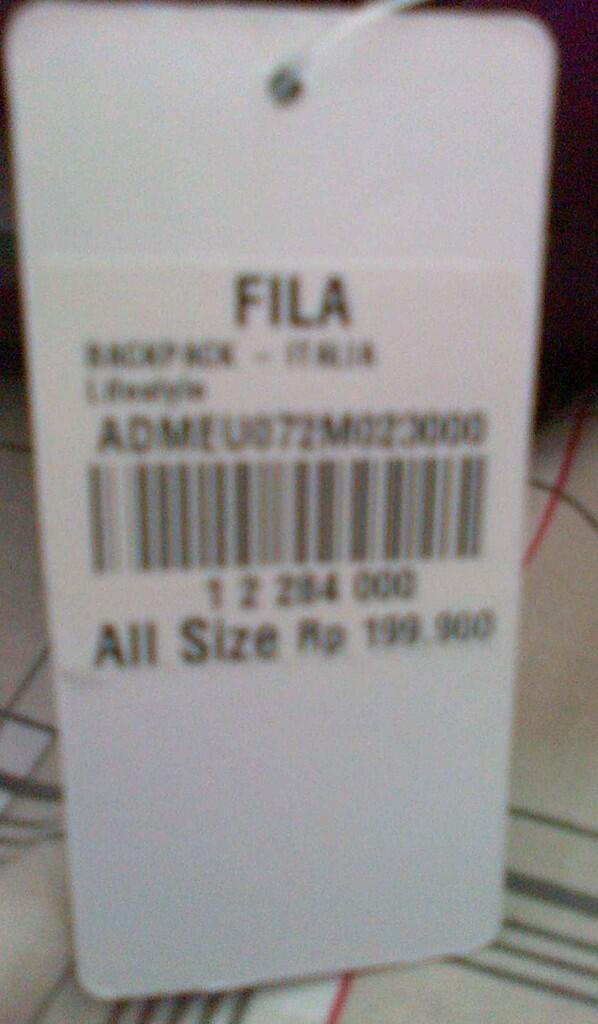 FILA
BACKPACK - ITALIA
Lifestyle
ADMEU072M023000
1 2 284 000
All Size Rp 199.900